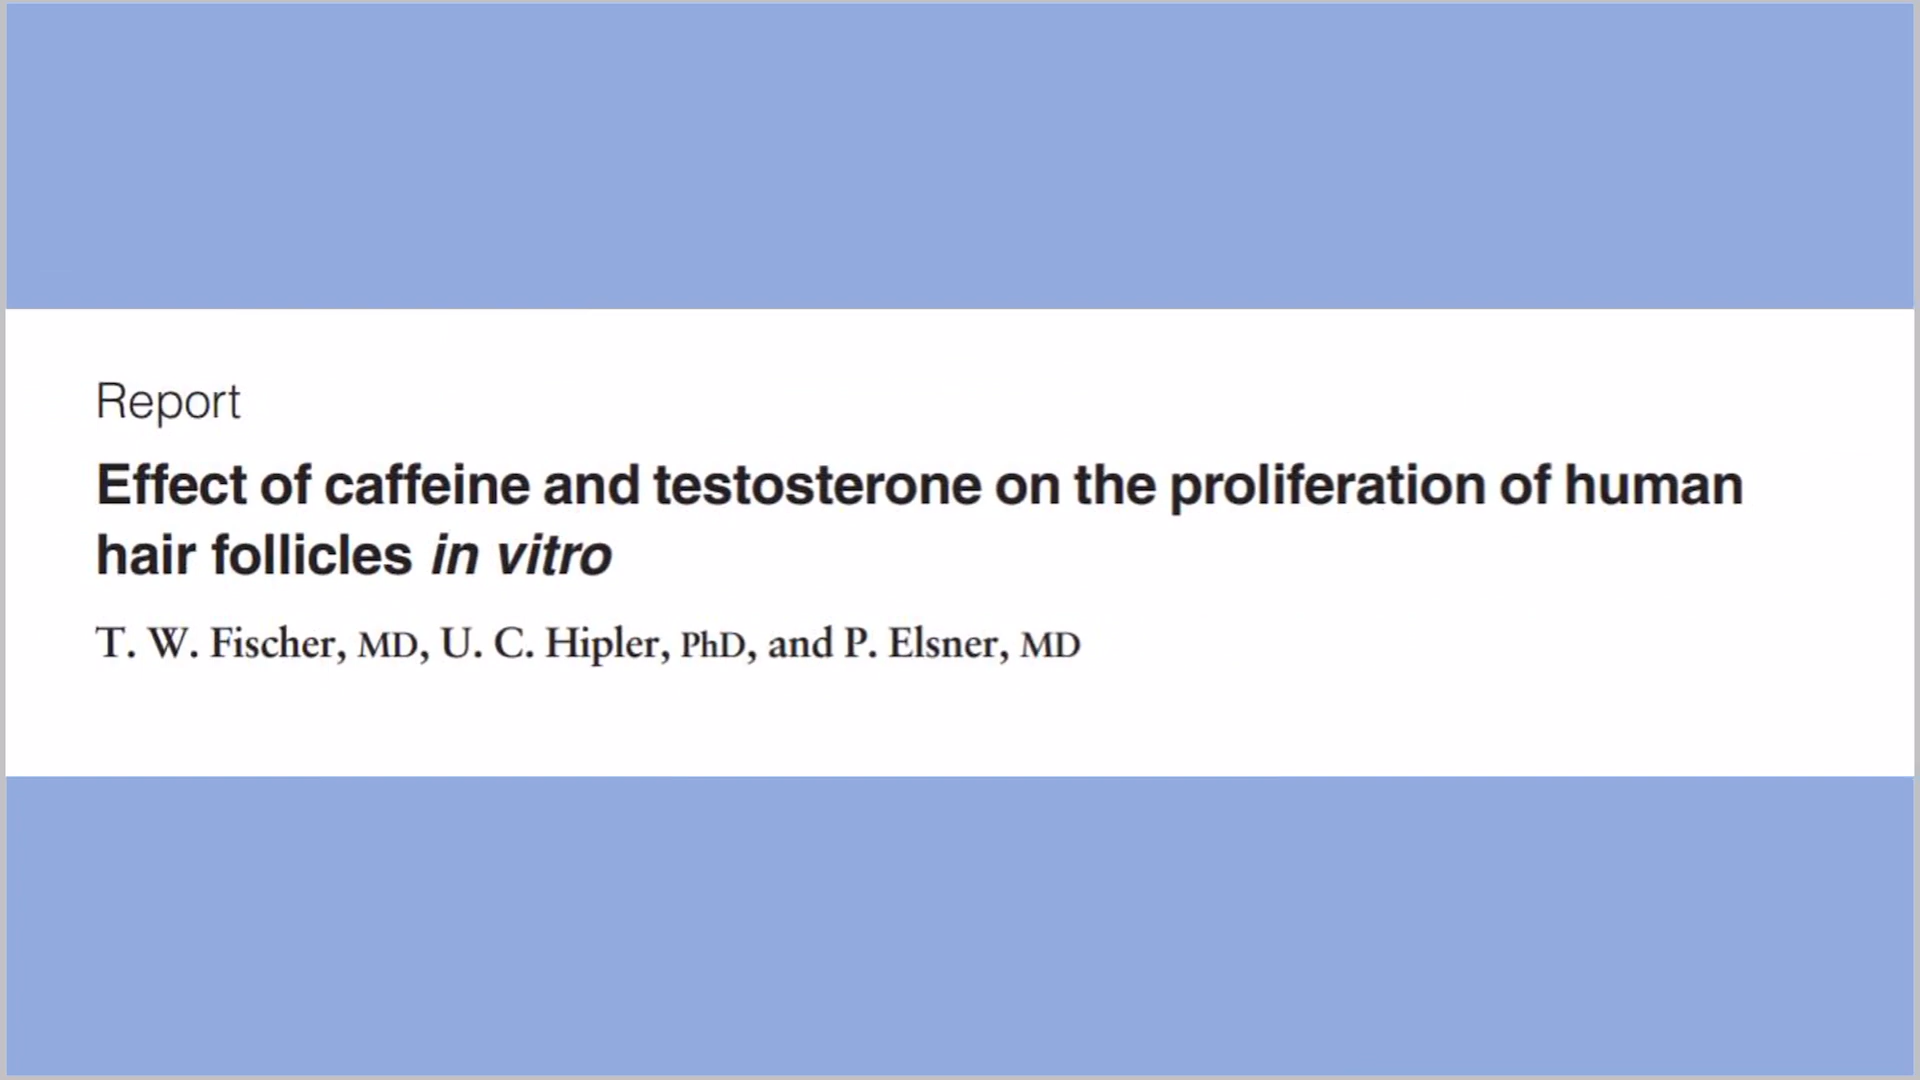 Report
Effect of caffeine and testosterone on the proliferation of human
hair follicles in vitro
T. W. Fischer, MD, U. C. Hipler, PhD, and P. Elsner, MD